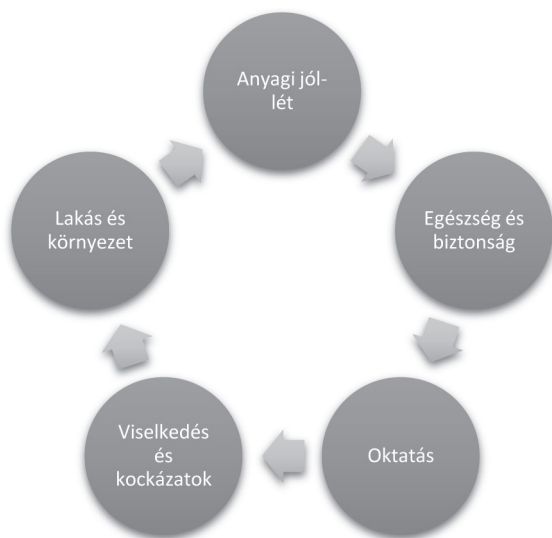 Anyagi jól-
lét
Egészség és
biztonság
Oktatás
Viselkedés
és
kockázatok
Lakás és
környezet